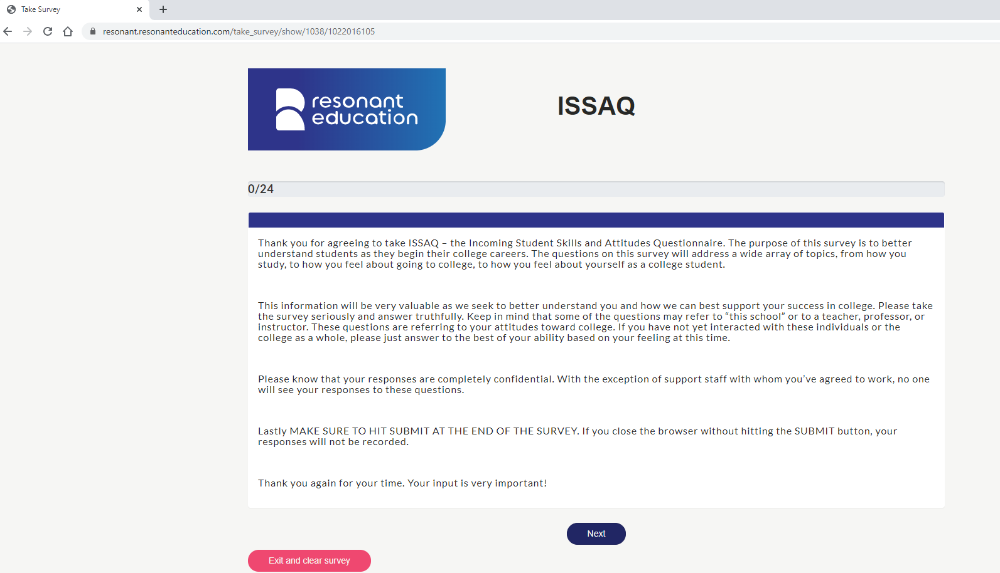 Take Survey
resonant.resonanteducation.com/take_survey/show/1038/1022016105
resonant
education
ISSAQ
0/24
Thank you for agreeing to take ISSAQ – the Incoming Student Skills and Attitudes Questionnaire. The purpose of this survey is to better
understand students as they begin their college careers. The questions on this survey will address a wide array of topics, from how you
study, to how you feel about going to college, to how you feel about yourself as a college student.
This information will be very valuable as we seek to better understand you and how we can best support your success in college. Please take
the survey seriously and answer truthfully. Keep in mind that some of the questions may refer to “this school” or to a teacher, professor, or
instructor. These questions are referring to your attitudes toward college. If you have not yet interacted with these individuals or the
college as a whole, please just answer to the best of your ability based on your feeling at this time.
Please know that your responses are completely confidential. With the exception of support staff with whom you’ve agreed to work, no one
will see your responses to these questions.
Lastly MAKE SURE TO HIT SUBMIT AT THE END OF THE SURVEY. If you close the browser without hitting the SUBMIT button, your
responses will not be recorded.
Thank you again for your time. Your input is very important!
Next
Exit and clear survey